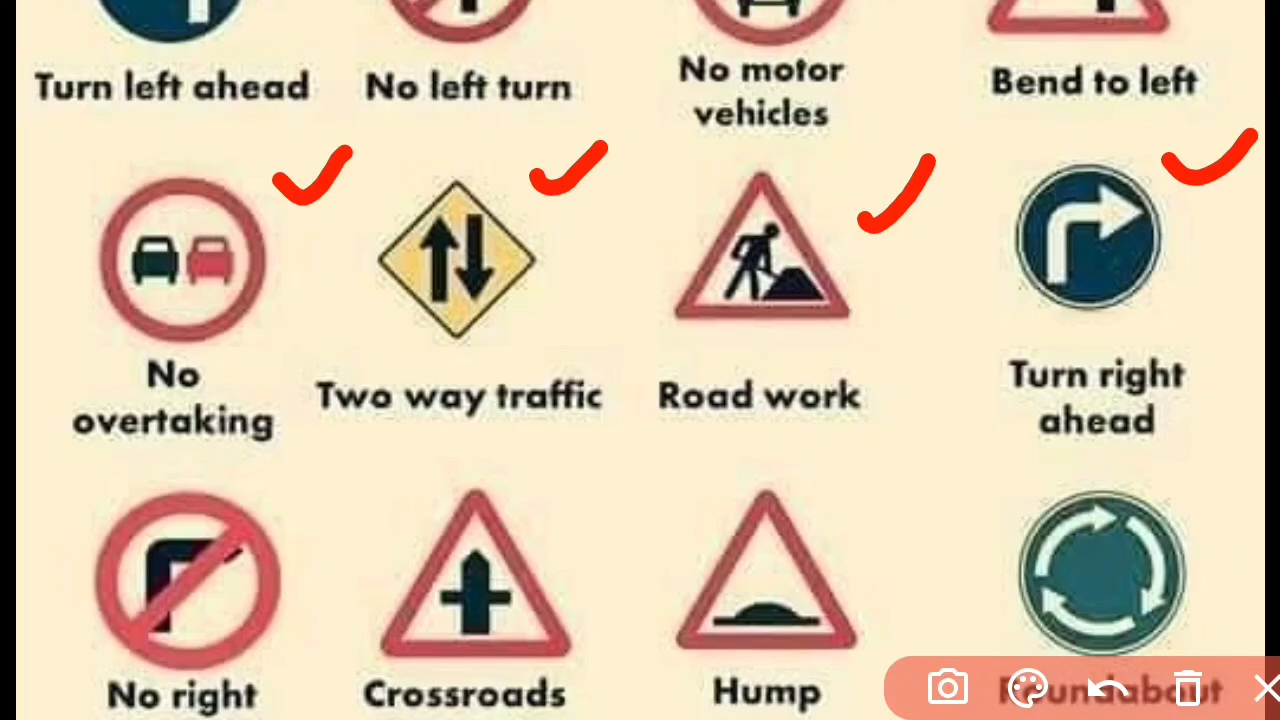 Turn left ahead
No left turn
No motor
vehicles
Bend to left
No
overtaking
Two way traffic
Road work
Turn right
ahead
No right
Crossroads
Hump
Roundabout